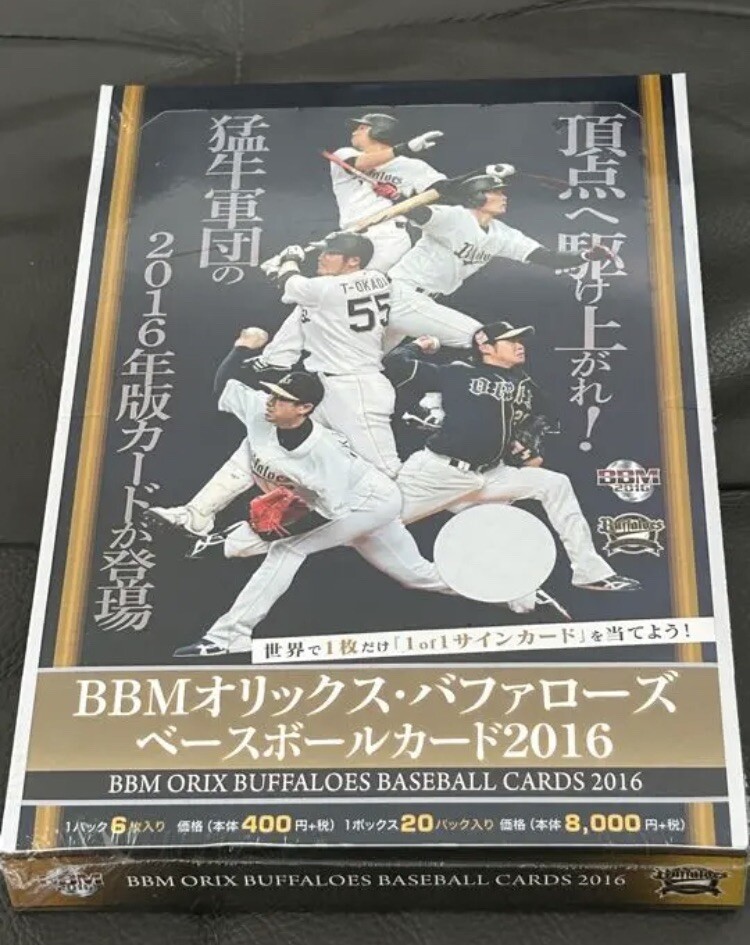 頂点へ駆け上がれ!
猛牛軍団の
2016年版カードが登場
Buffaloes
T-OKADA
55
BBM
2016
Buffaloes
世界で1枚だけ「1of1サインカード」を当てよう!
BBMオリックス・バファローズ
ベースボールカード2016
BBM ORIX BUFFALOES BASEBALL CARDS 2016
1パック6枚入り 価格(本体400円+税) 1ボックス20パック入り 価格(本体8,000円+税)
BBM BBM ORIX BUFFALOES BASEBALL CARDS 2016 Buffaloes